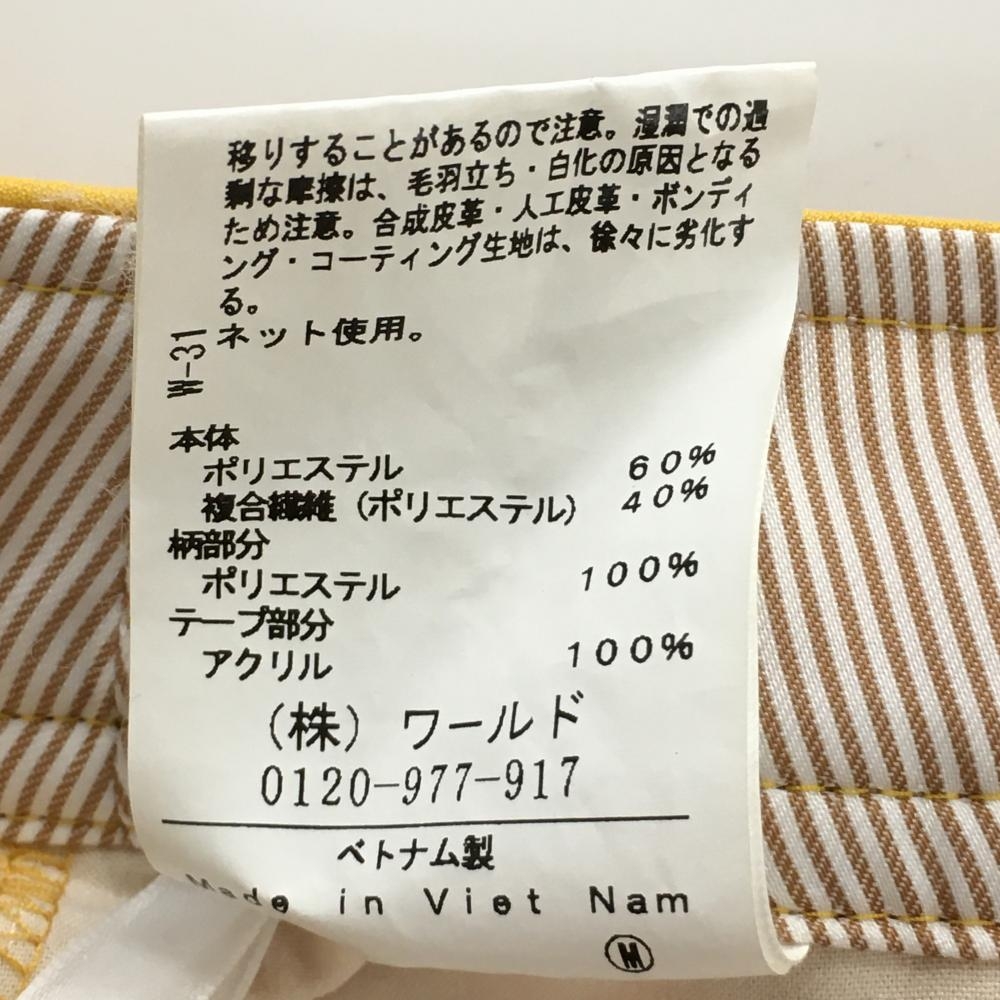 移りすることがあるので注意。湿潤での過
剰な摩擦は、毛羽立ち・白化の原因となる
ため注意。合成皮革・人工皮革・ボンディ
ング・コーティング生地は、徐々に劣化す
る。
ネット使用。
W-31
本体
ポリエステル 60%
複合繊維（ポリエステル） 40%
柄部分
ポリエステル 100%
テープ部分
アクリル 100%
（株） ワールド
0120-977-917
ベトナム製
Made in Viet Nam
M